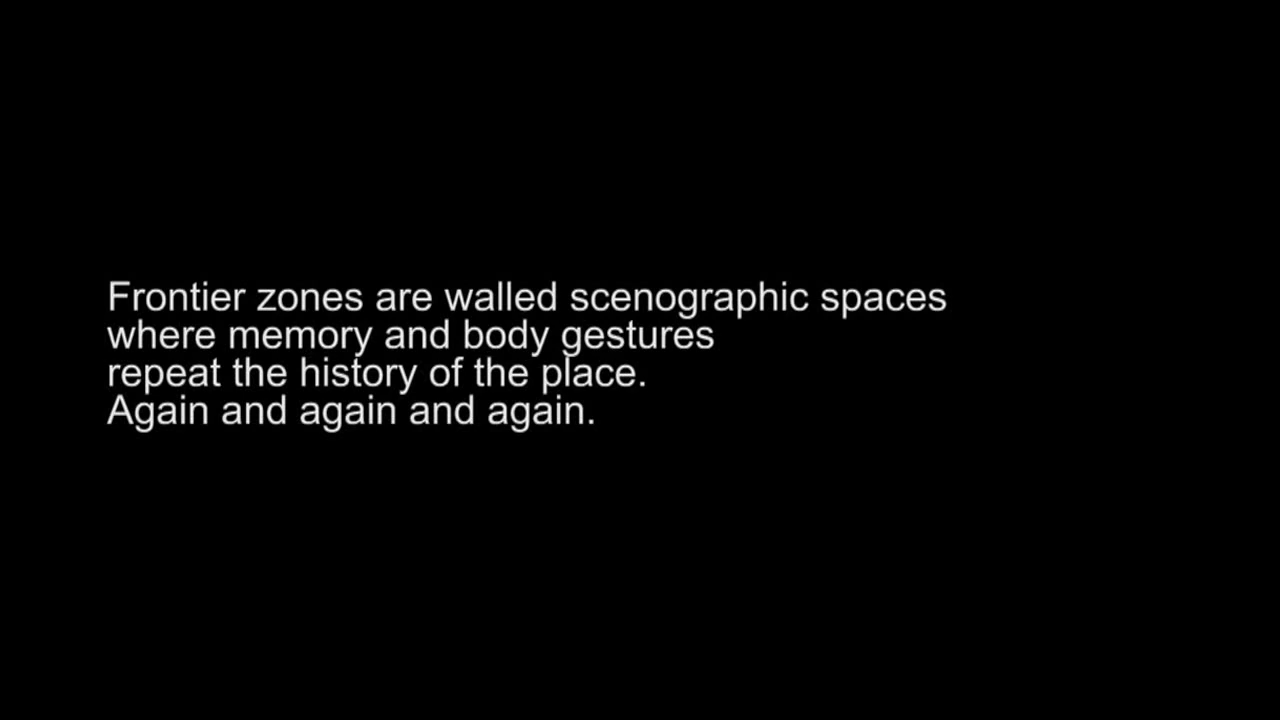 Frontier zones are walled scenographic spaces
where memory and body gestures
repeat the history of the place.
Again and again and again.